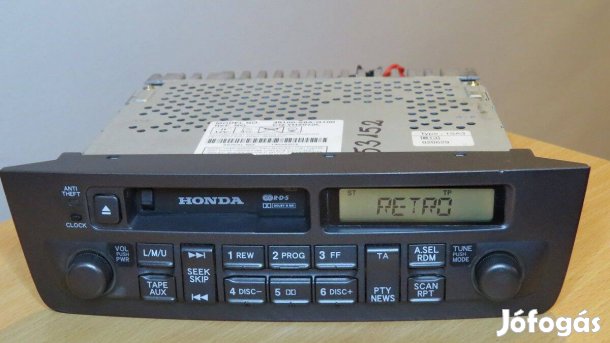 53152
ANTI
THEFT
CLOCK
HONDA
R·D·S
ST
TP
RETRO
VOL
PUSH
PWR
L/M/U
TAPE
AUX
SEEK
SKIP
1 REW
2 PROG
3 FF
4 DISC−
5
6 DISC+
TA
PTY
NEWS
A.SEL
RDM
SCAN
RPT
TUNE
PUSH
MODE
Jófogás